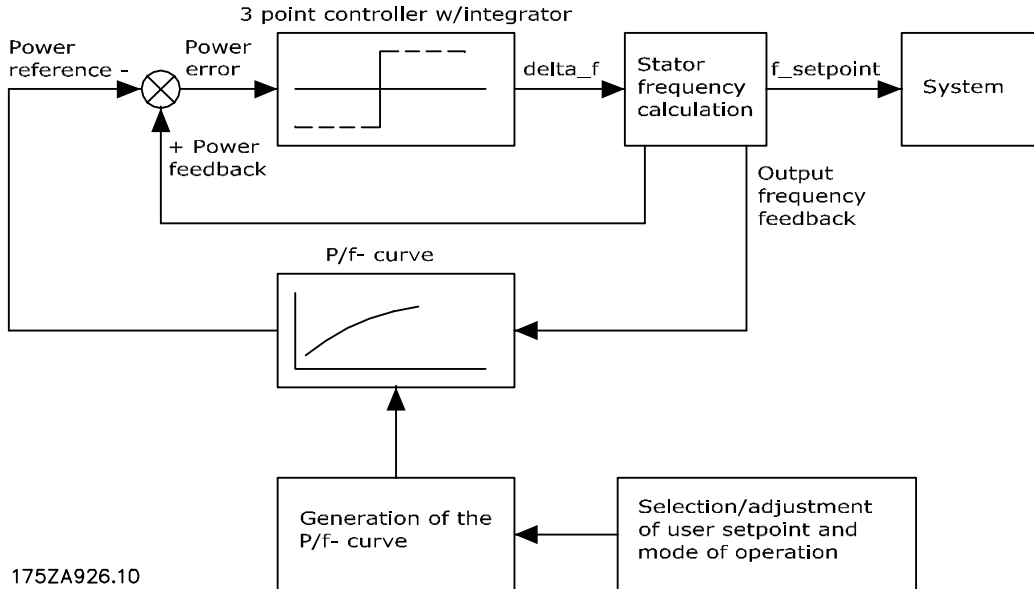 3 point controller w/integrator
Power
reference -
Power
error
delta_f
Stator
frequency
calculation
f_setpoint
System
+ Power
feedback
Output
frequency
feedback
P/f- curve
Generation of the
P/f- curve
Selection/adjustment
of user setpoint and
mode of operation
175ZA926.10